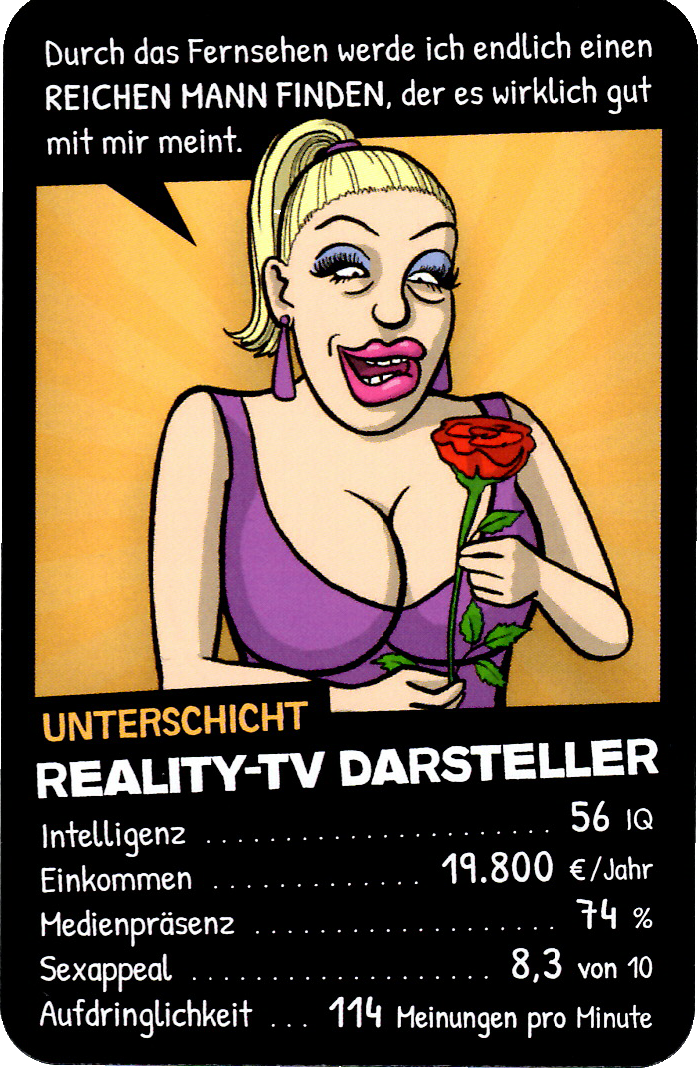 Durch das Fernsehen werde ich endlich einen
REICHEN MANN FINDEN, der es wirklich gut
mit mir meint.
UNTERSCHICHT
REALITY-TV DARSTELLER
Intelligenz ........................ 56 IQ
Einkommen .............. 19.800 €/Jahr
Medienpräsenz .................... 74 %
Sexappeal .................... 8,3 von 10
Aufdringlichkeit ... 114 Meinungen pro Minute